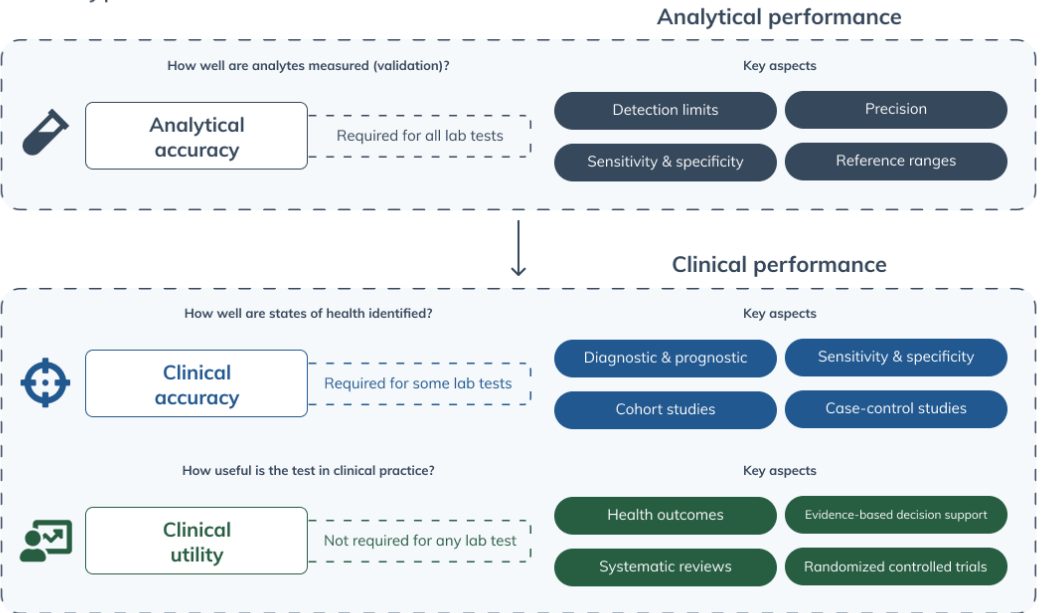 Analytical performance
How well are analytes measured (validation)?
Key aspects
Analytical
accuracy
Required for all lab tests
Detection limits
Precision
Sensitivity & specificity
Reference ranges
Clinical performance
How well are states of health identified?
Key aspects
Clinical
accuracy
Required for some lab tests
Diagnostic & prognostic
Sensitivity & specificity
Cohort studies
Case-control studies
How useful is the test in clinical practice?
Key aspects
Clinical
utility
Not required for any lab test
Health outcomes
Evidence-based decision support
Systematic reviews
Randomized controlled trials